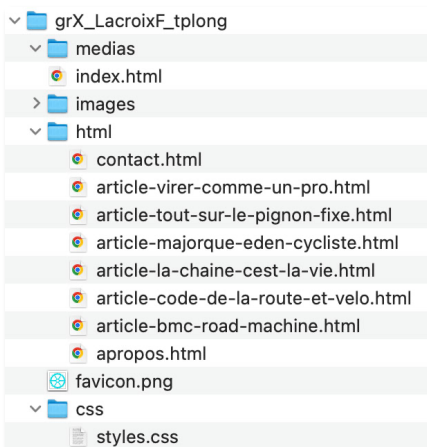 grX_LacroixF_tplong
medias
index.html
images
html
contact.html
article-virer-comme-un-pro.html
article-tout-sur-le-pignon-fixe.html
article-majorque-eden-cycliste.html
article-la-chaine-cest-la-vie.html
article-code-de-la-route-et-velo.html
article-bmc-road-machine.html
apropos.html
favicon.png
css
styles.css